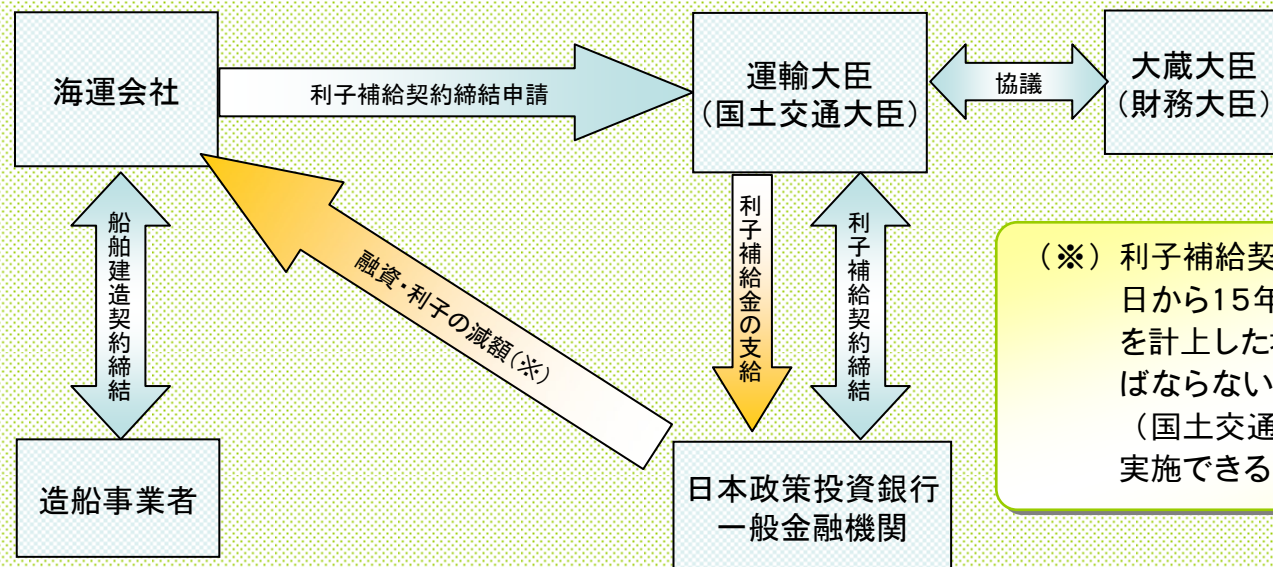 海運会社
利子補給契約締結申請
運輸大臣
（国土交通大臣）
協議
大蔵大臣
（財務大臣）
船舶建造契約締結
融資・利子の減額（※）
利子補給金の支給
利子補給契約締結
（※）利子補給契
日から15年
を計上した
ばならない
（国土交通
実施できる
造船事業者
日本政策投資銀行
一般金融機関